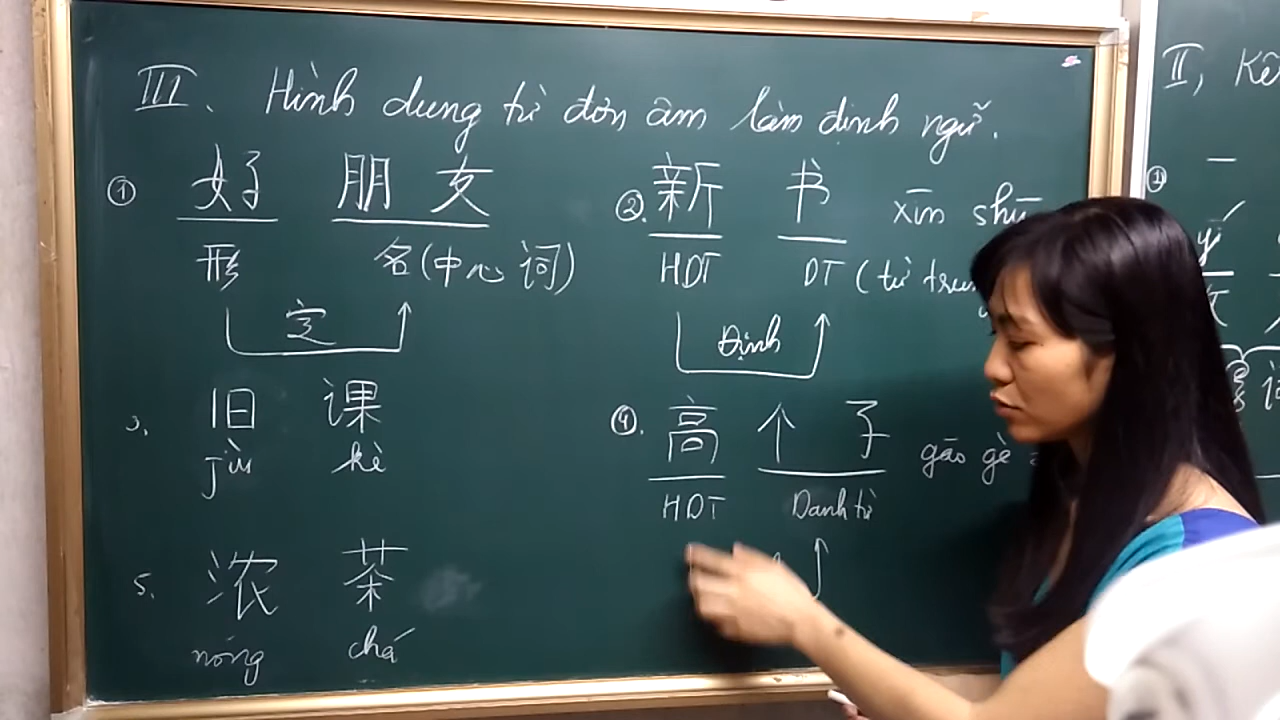 III. Hình dung từ đơn âm làm định ngữ.
① 好 朋 友
形 名(中心词)
定
②. 新 书 xīn shū
HDT DT (từ
Định
3. 旧 课
jiù kè
④. 高 个 子 gāo gè
HDT Danh từ
5. 浓 茶
nóng chá
II,
①
yí